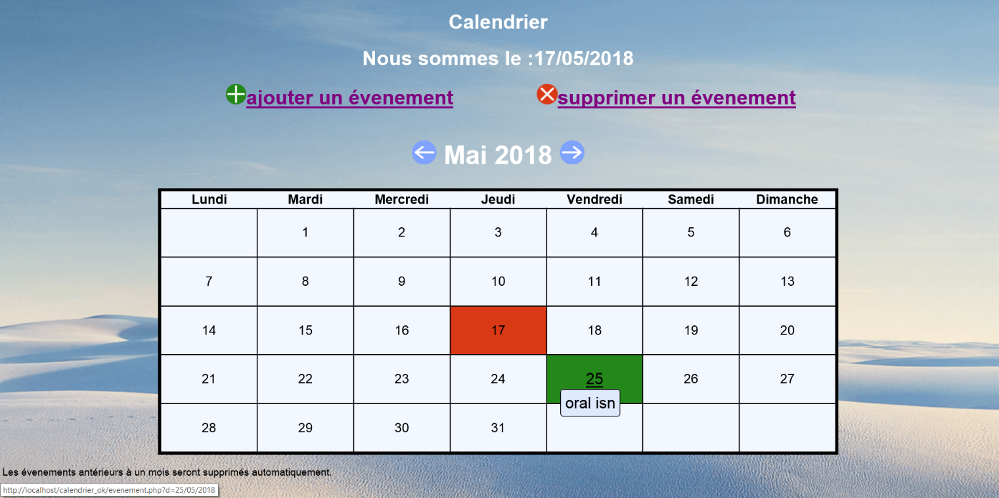 Calendrier
Nous sommes le :17/05/2018
ajouter un évenement supprimer un évenement
Mai 2018
Lundi Mardi Mercredi Jeudi Vendredi Samedi Dimanche
1 2 3 4 5 6
7 8 9 10 11 12 13
14 15 16 17 18 19 20
21 22 23 24 25 26 27
oral isn
28 29 30 31
Les évenements antérieurs à un mois seront supprimés automatiquement.
http://localhost/calendrier_ok/evenement.php?d=25/05/2018